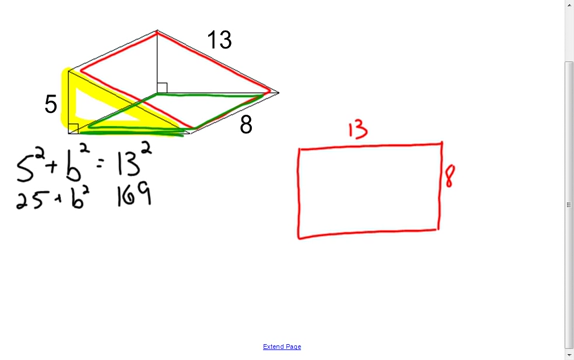 13
5
8
5² + b² = 13²
25 + b² 169
13
8
Extend Page